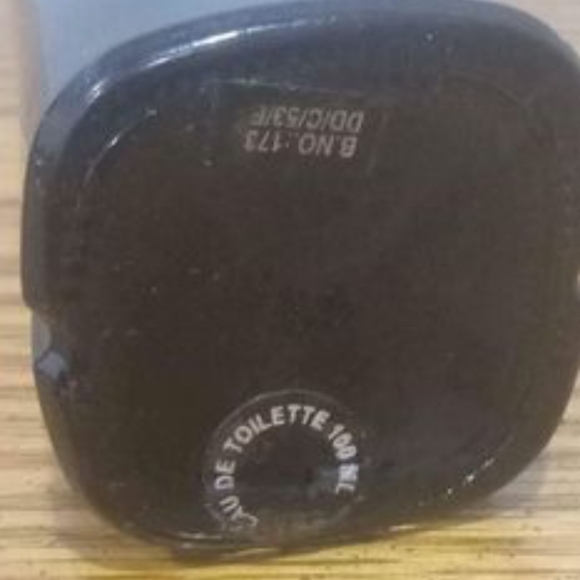 B.NO.:173
DD/C/53/F
EAU DE TOILETTE 100 ML